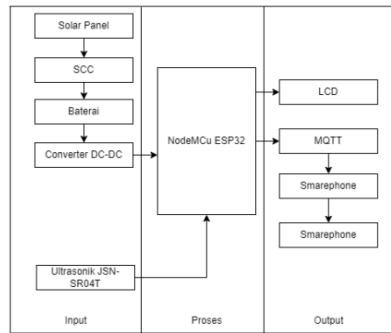 Solar Panel
SCC
Baterai
Converter DC-DC
Ultrasonik JSN-
SR04T
Input
NodeMCu ESP32
Proses
LCD
MQTT
Smarephone
Smarephone
Output